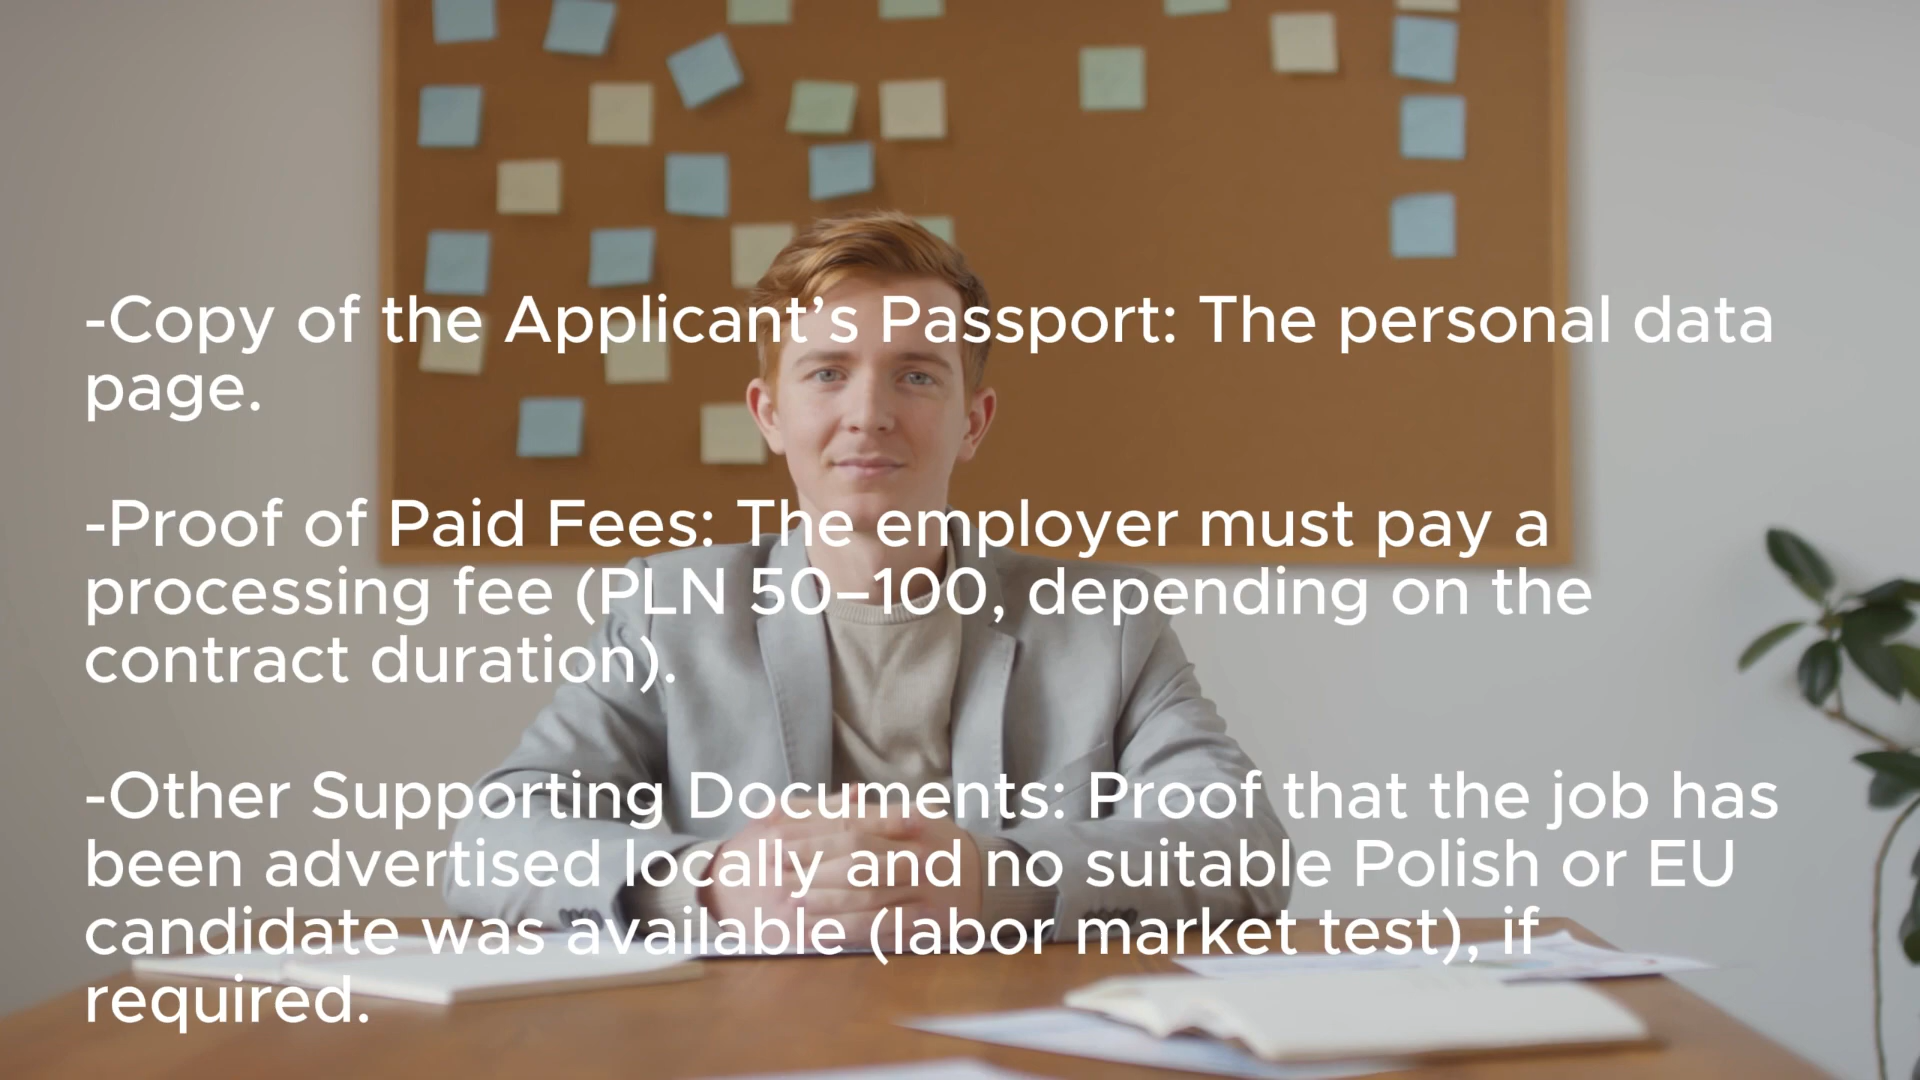 -Copy of the Applicant’s Passport: The personal data
page.
-Proof of Paid Fees: The employer must pay a
processing fee (PLN 50–100, depending on the
contract duration).
-Other Supporting Documents: Proof that the job has
been advertised locally and no suitable Polish or EU
candidate was available (labor market test), if
required.